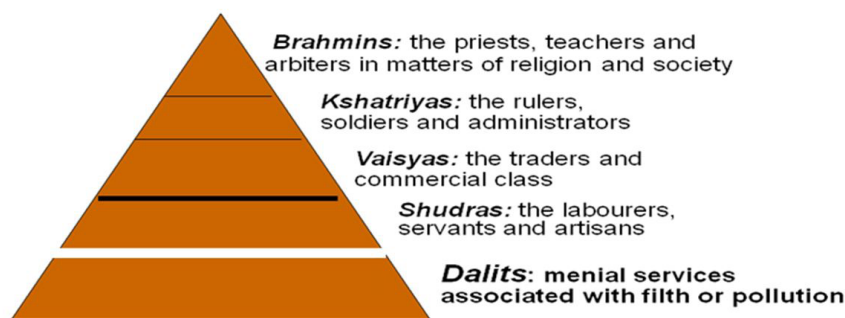 Brahmins: the priests, teachers and
arbiters in matters of religion and society
Kshatriyas: the rulers,
soldiers and administrators
Vaisyas: the traders and
commercial class
Shudras: the labourers,
servants and artisans
Dalits: menial services
associated with filth or pollution